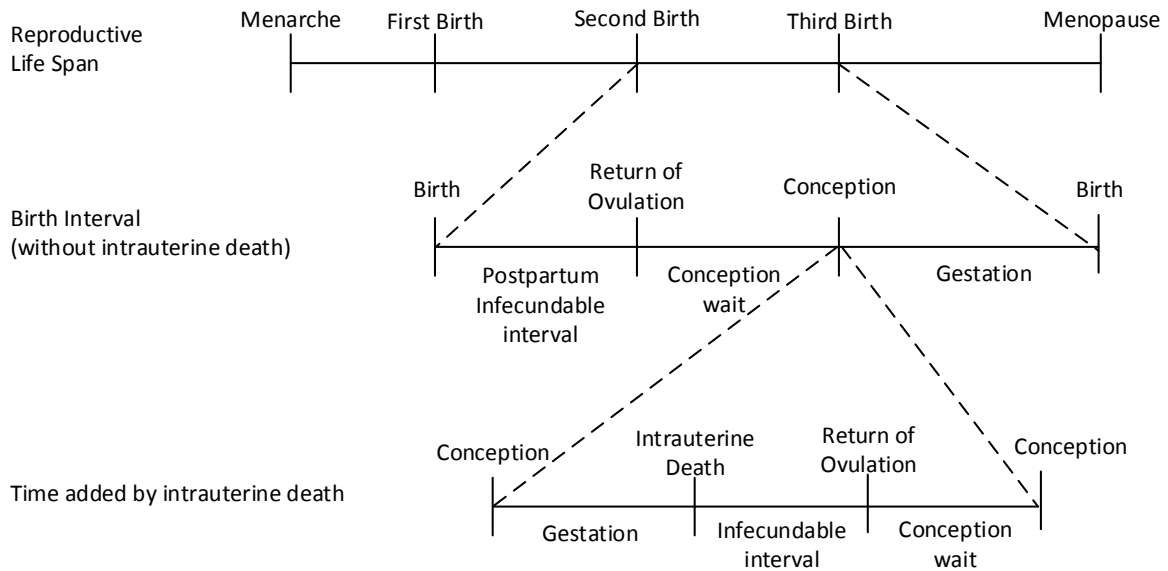 Reproductive
Life Span
Menarche
First Birth
Second Birth
Third Birth
Menopause
Birth Interval
(without intrauterine death)
Birth
Return of
Ovulation
Conception
Birth
Postpartum
Infecundable
interval
Conception
wait
Gestation
Time added by intrauterine death
Conception
Intrauterine
Death
Return of
Ovulation
Conception
Gestation
Infecundable
interval
Conception
wait